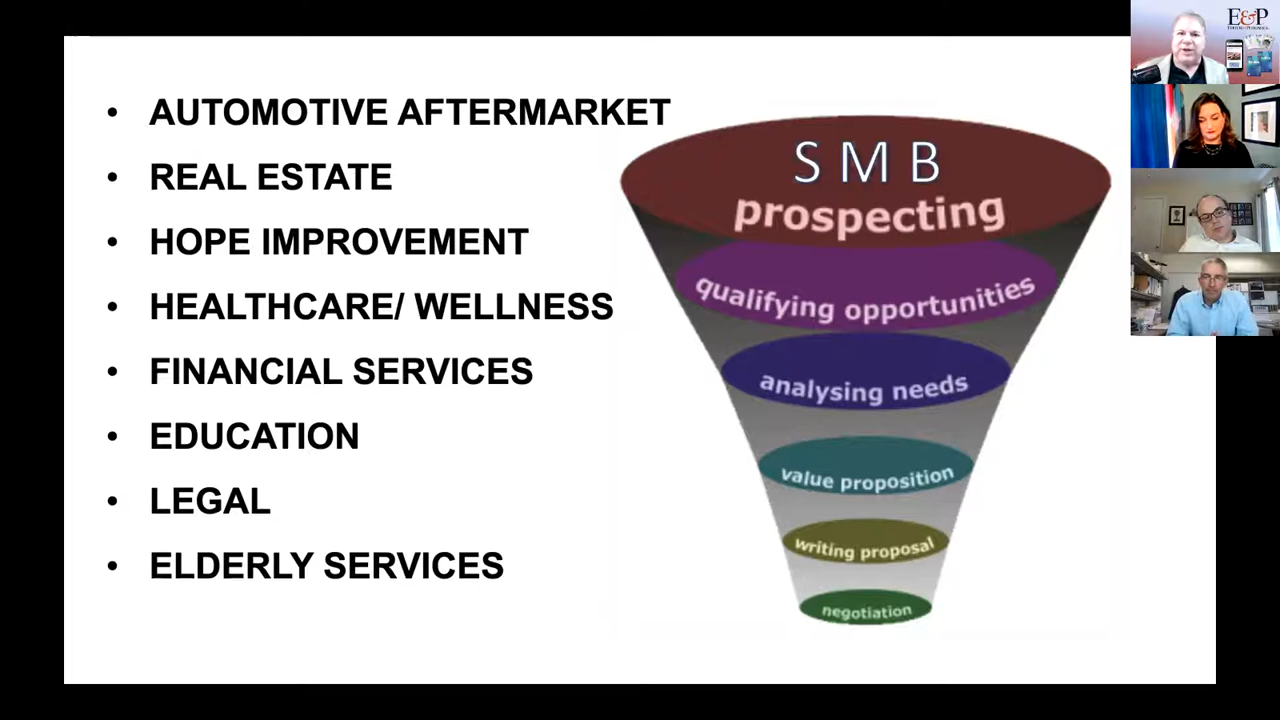 AUTOMOTIVE AFTERMARKET
REAL ESTATE
HOPE IMPROVEMENT
HEALTHCARE/ WELLNESS
FINANCIAL SERVICES
EDUCATION
LEGAL
ELDERLY SERVICES
SMB
prospecting
qualifying opportunities
analysing needs
value proposition
writing proposal
negotiation
E&P